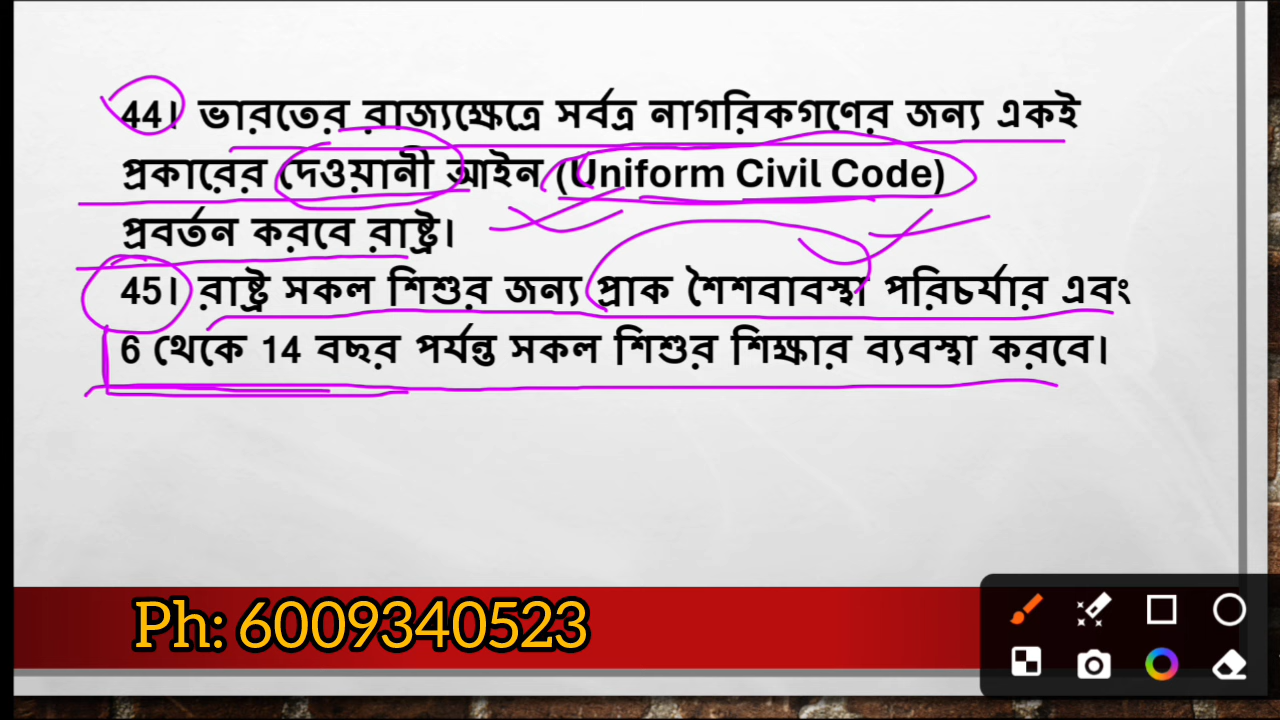 44। ভারতের রাজ্যক্ষেত্রে সর্বত্র নাগরিকগণের জন্য একই
প্রকারের দেওয়ানী আইন (Uniform Civil Code)
প্রবর্তন করবে রাষ্ট্র।
45। রাষ্ট্র সকল শিশুর জন্য প্রাক শৈশবাবস্থা পরিচর্যার এবং
6 থেকে 14 বছর পর্যন্ত সকল শিশুর শিক্ষার ব্যবস্থা করবে।
Ph: 6009340523